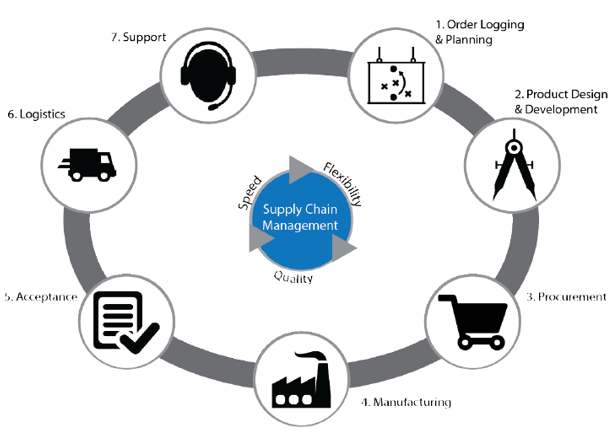 7. Support
1. Order Logging
& Planning
2. Product Design
& Development
6. Logistics
Speed
Flexibility
Supply Chain
Management
Quality
5. Acceptance
3. Procurement
4. Manufacturing